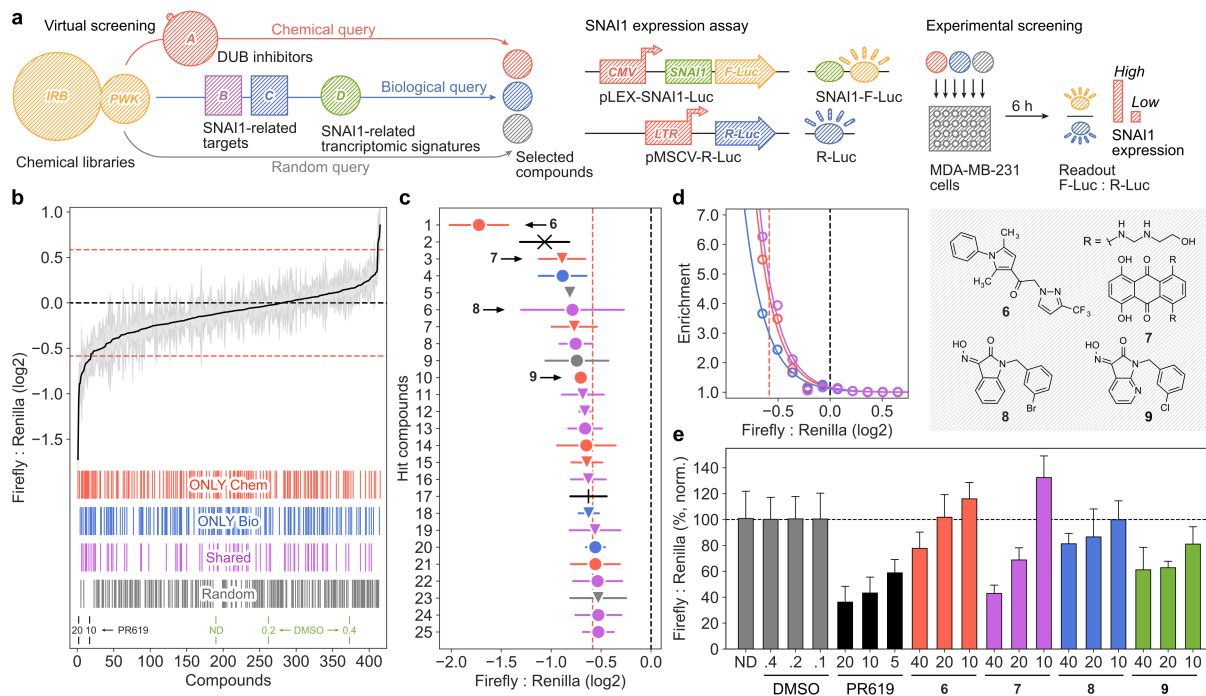 a
Virtual screening
IRB
PWK
Chemical libraries
A
DUB inhibitors
Chemical query
B
C
D
Biological query
SNAI1-related
targets
SNAI1-related
trancriptomic signatures
Random query
Selected
compounds
SNAI1 expression assay
CMV
SNAI1
F-Luc
pLEX-SNAI1-Luc
SNAI1-F-Luc
LTR
R-Luc
pMSCV-R-Luc
R-Luc
Experimental screening
6 h
High
Low
SNAI1
expression
MDA-MB-231
cells
Readout
F-Luc : R-Luc
b
Firefly : Renilla (log2)
1.0
0.5
0.0
−0.5
−1.0
−1.5
ONLY Chem
ONLY Bio
Shared
Random
20 10 PR619 ND 0.2 DMSO 0.4
0 50 100 150 200 250 300 350 400
Compounds
c
Hit compounds
1
2
3
4
5
6
7
8
9
10
11
12
13
14
15
16
17
18
19
20
21
22
23
24
25
6
7
8
9
−2.0 −1.5 −1.0 −0.5 0.0
Firefly : Renilla (log2)
d
Enrichment
7.0
6.0
5.0
4.0
3.0
2.0
1.0
−0.5 0.0 0.5
Firefly : Renilla (log2)
CH3
N
CH3
O
N
N
CF3
6
R =
H
N
H
N
OH
OH O R
OH O R
7
HO
N
O
N
Br
8
HO
N
O
N
N
Cl
9
e
Firefly : Renilla (%, norm.)
140
120
100
80
60
40
20
0
ND .4 .2 .1 20 10 5 40 20 10 40 20 10 40 20 10 40 20 10
DMSO PR619 6 7 8 9